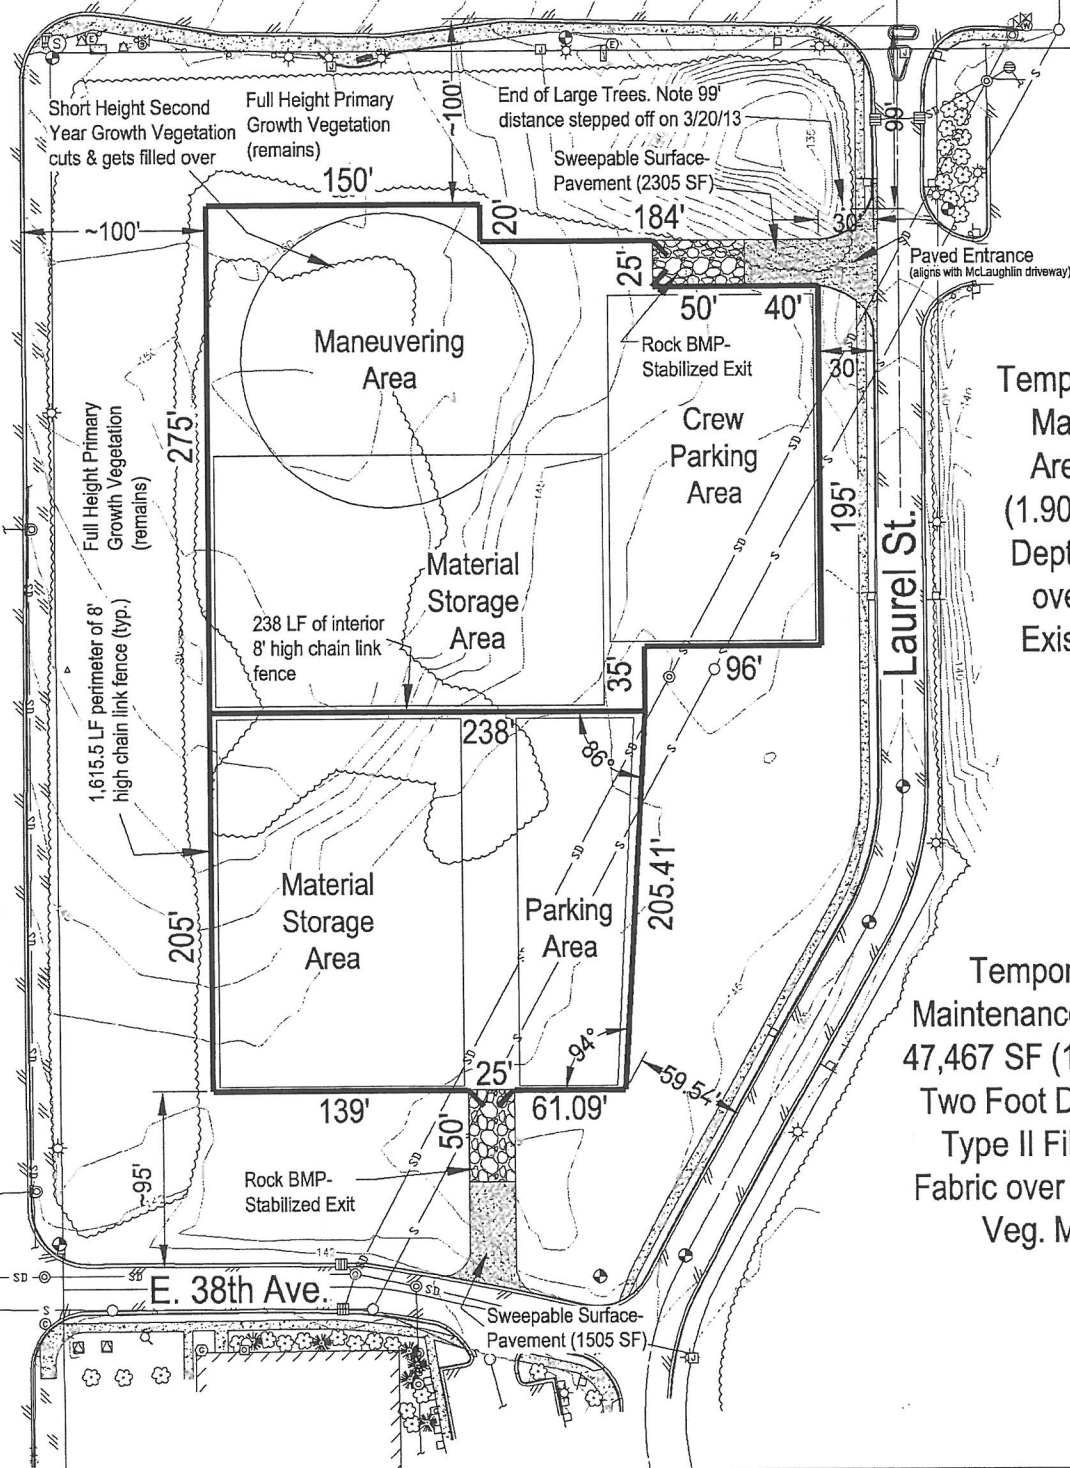 Short Height Second
Year Growth Vegetation
cuts & gets filled over
Full Height Primary
Growth Vegetation
(remains)
~100'
End of Large Trees. Note 99'
distance stepped off on 3/20/13
99'
Sweepable Surface-
Pavement (2305 SF)
150'
20'
184'
30'
~100'
25'
Paved Entrance
(aligns with McLaughlin driveway)
50'
40'
Rock BMP-
Stabilized Exit
30'
Maneuvering
Area
Crew
Parking
Area
275'
195'
Full Height Primary
Growth Vegetation
(remains)
Laurel St.
Material
Storage
Area
238 LF of interior
8' high chain link
fence
35'
96'
1,615.5 LF perimeter of 8'
high chain link fence (typ.)
238'
86°
205.41'
Material
Storage
Area
Parking
Area
205'
94°
25'
59.54'
139'
61.09'
50'
~95'
Rock BMP-
Stabilized Exit
142
E. 38th Ave.
Sweepable Surface-
Pavement (1505 SF)
Temp
Ma
Are
(1.90
Dept
ove
Exis
Tempor
Maintenance
47,467 SF (1
Two Foot D
Type II Fil
Fabric over
Veg. M